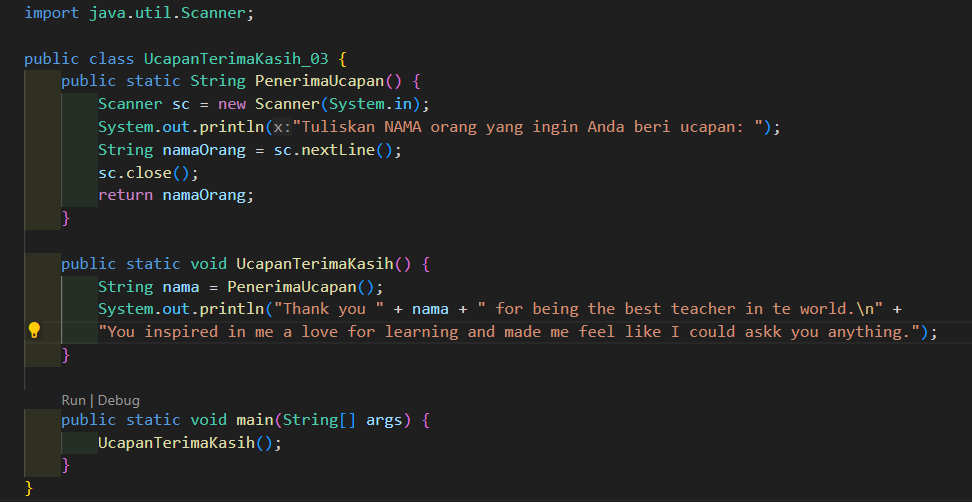 import java.util.Scanner;
public class UcapanTerimaKasih_03 {
public static String PenerimaUcapan() {
Scanner sc = new Scanner(System.in);
System.out.println(x:"Tuliskan NAMA orang yang ingin Anda beri ucapan: ");
String namaOrang = sc.nextLine();
sc.close();
return namaOrang;
}
public static void UcapanTerimaKasih() {
String nama = PenerimaUcapan();
System.out.println("Thank you " + nama + " for being the best teacher in te world.\n" +
"You inspired in me a love for learning and made me feel like I could askk you anything.");
}
Run | Debug
public static void main(String[] args) {
UcapanTerimaKasih();
}
}